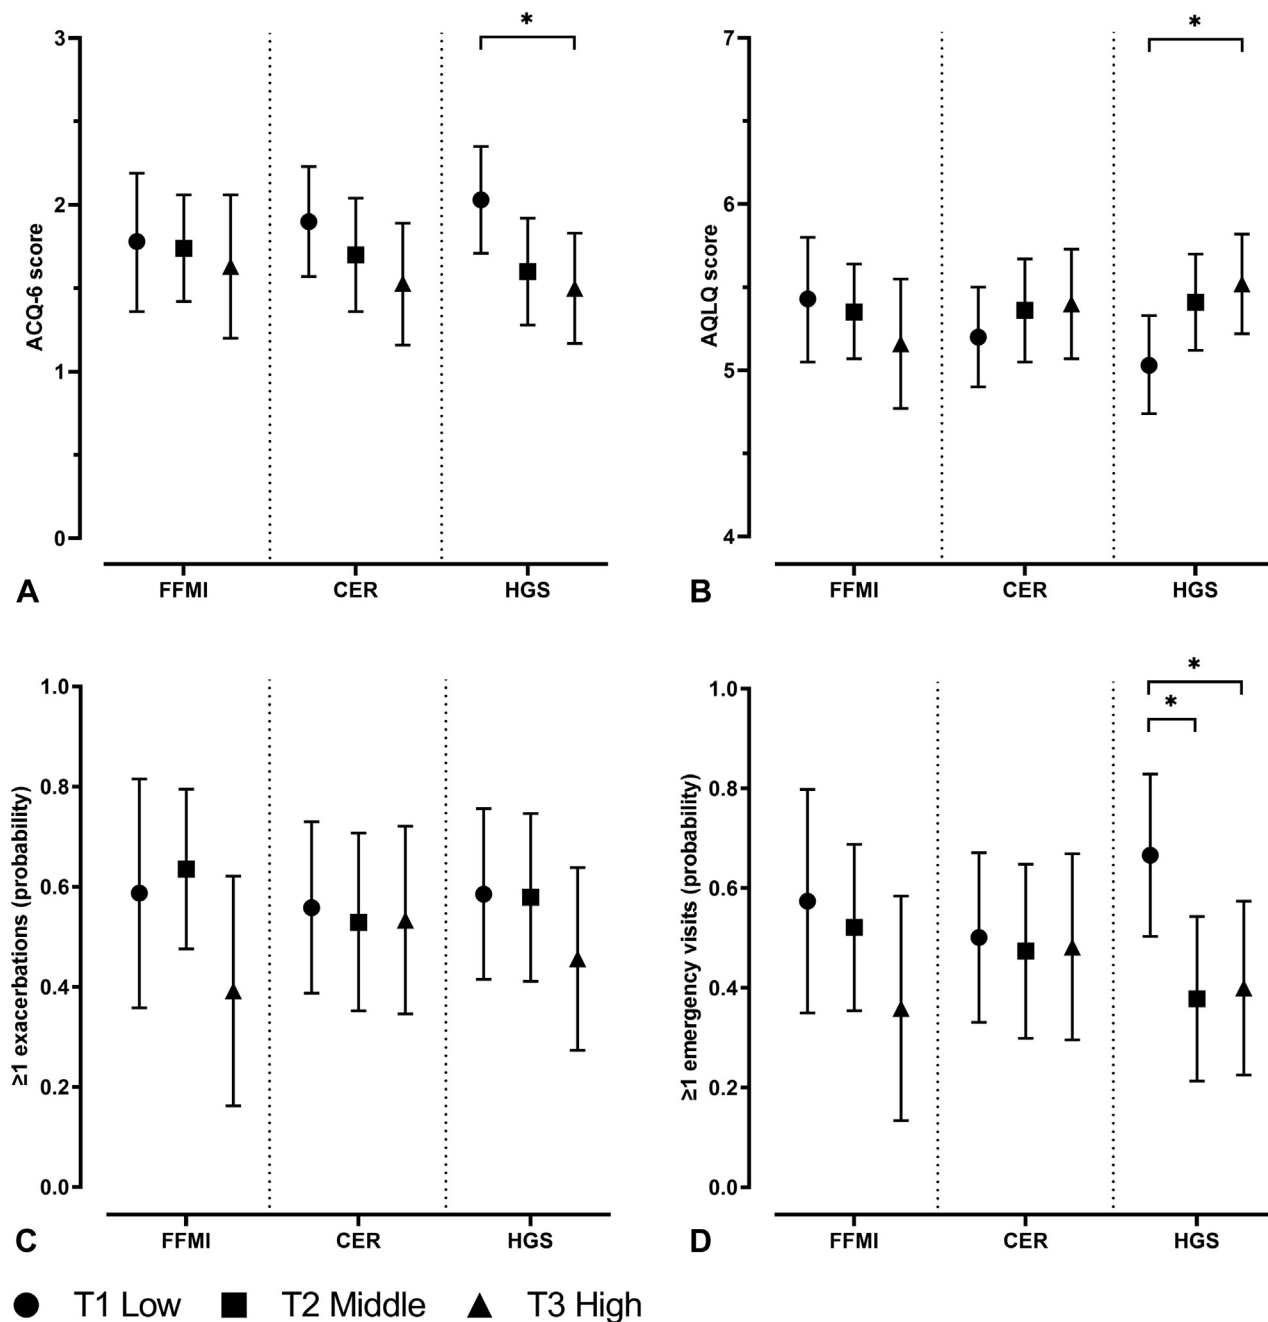 *
3
2
1
0
ACQ-6 score
FFMI CER HGS
A
*
7
6
5
4
AQLQ score
FFMI CER HGS
B
1.0
0.8
0.6
0.4
0.2
0.0
≥1 exacerbations (probability)
FFMI CER HGS
C
*
*
1.0
0.8
0.6
0.4
0.2
0.0
≥1 emergency visits (probability)
FFMI CER HGS
D
T1 Low T2 Middle T3 High